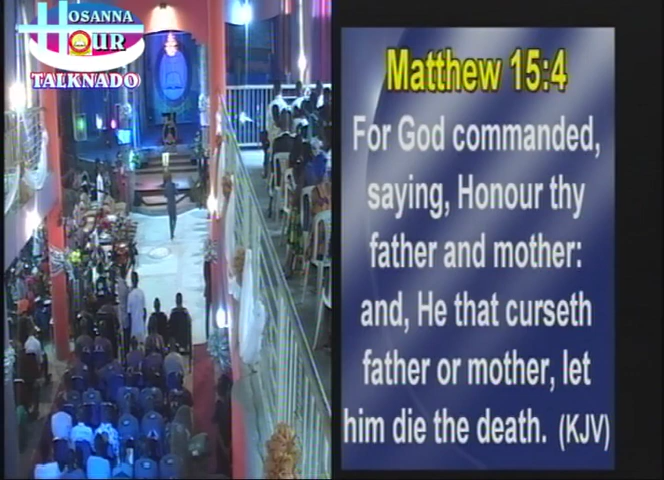 HOSANNA
HOUR
TALKNADO
Matthew 15:4
For God commanded,
saying, Honour thy
father and mother:
and, He that curseth
father or mother, let
him die the death. (KJV)